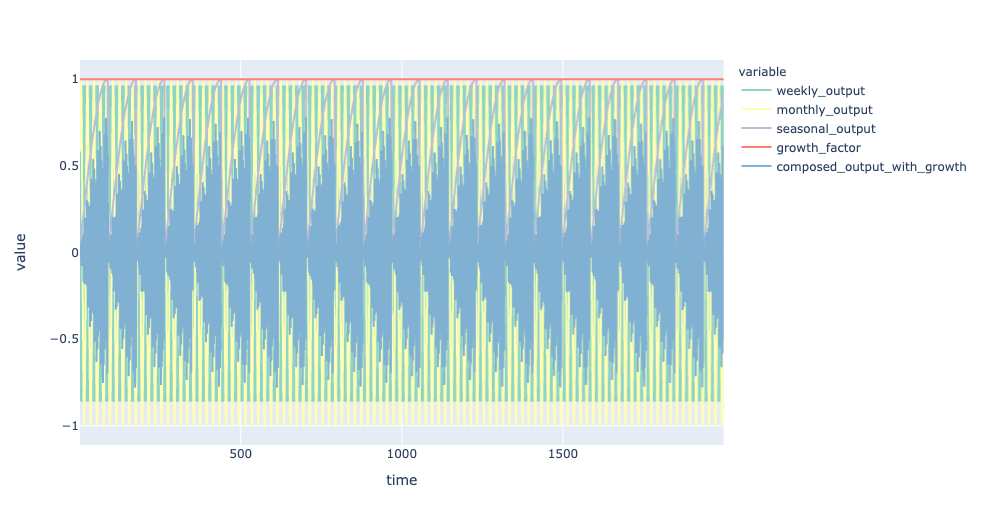 variable
weekly_output
monthly_output
seasonal_output
growth_factor
composed_output_with_growth
value
1
0.5
0
−0.5
−1
500
1000
1500
time